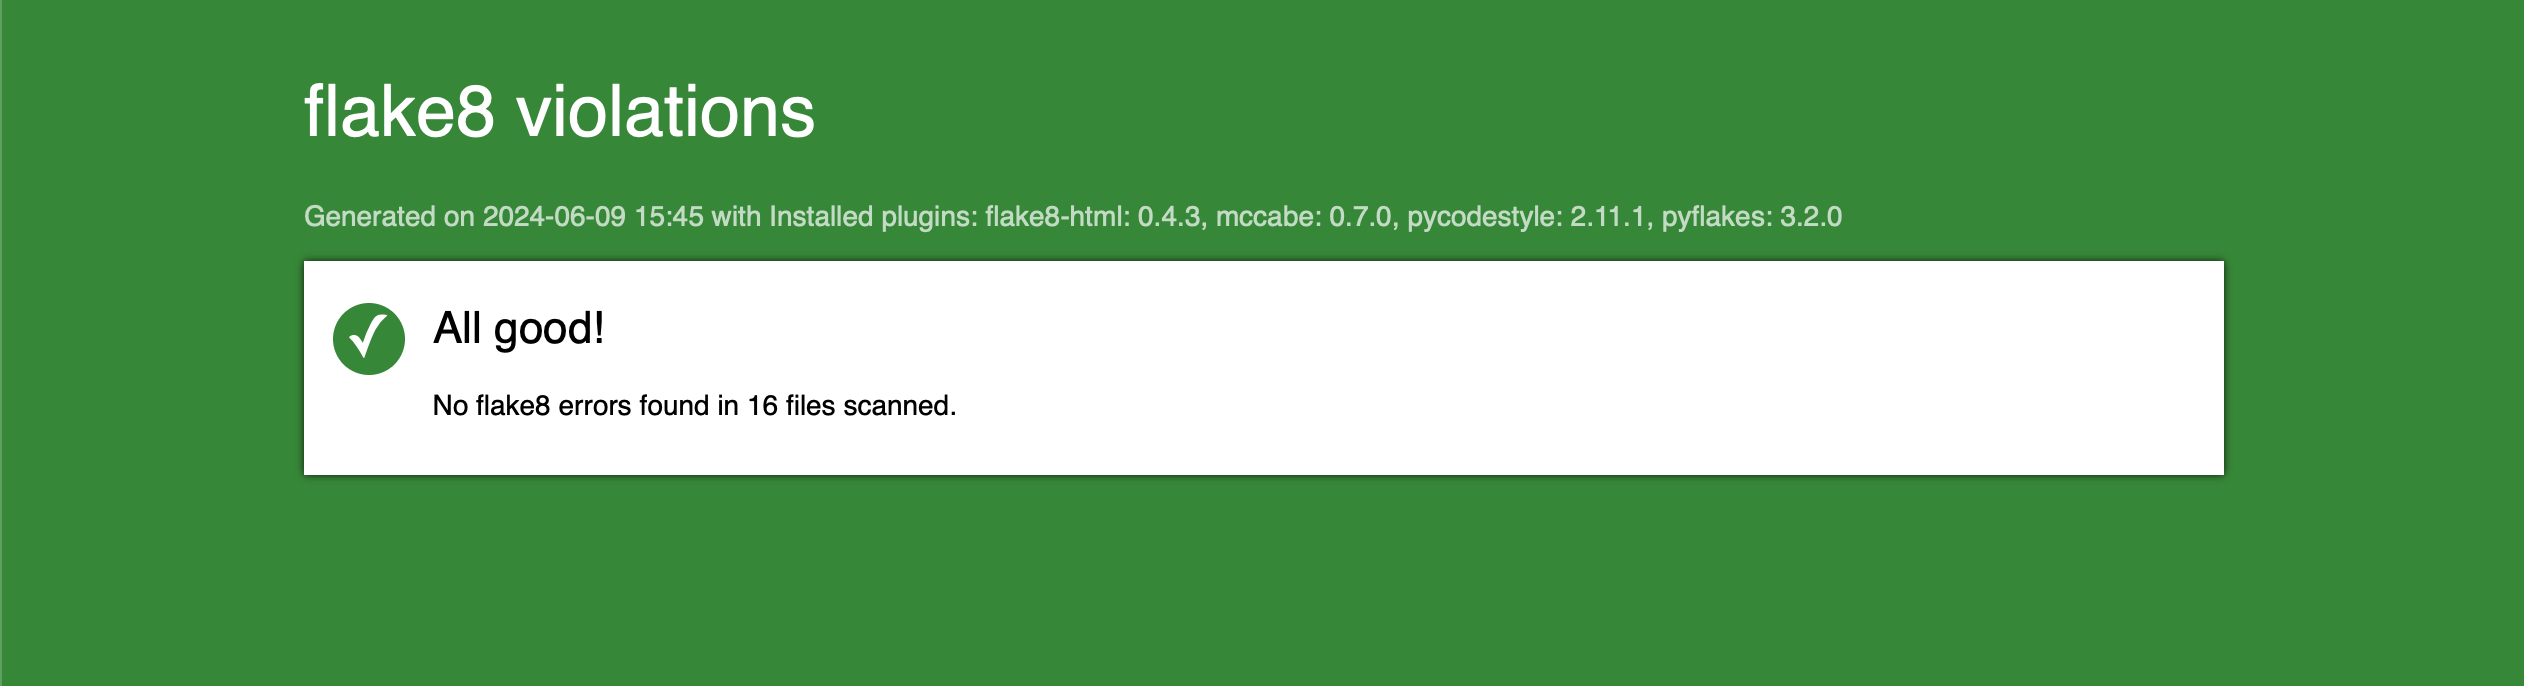 flake8 violations
Generated on 2024-06-09 15:45 with Installed plugins: flake8-html: 0.4.3, mccabe: 0.7.0, pycodestyle: 2.11.1, pyflakes: 3.2.0
All good!
No flake8 errors found in 16 files scanned.